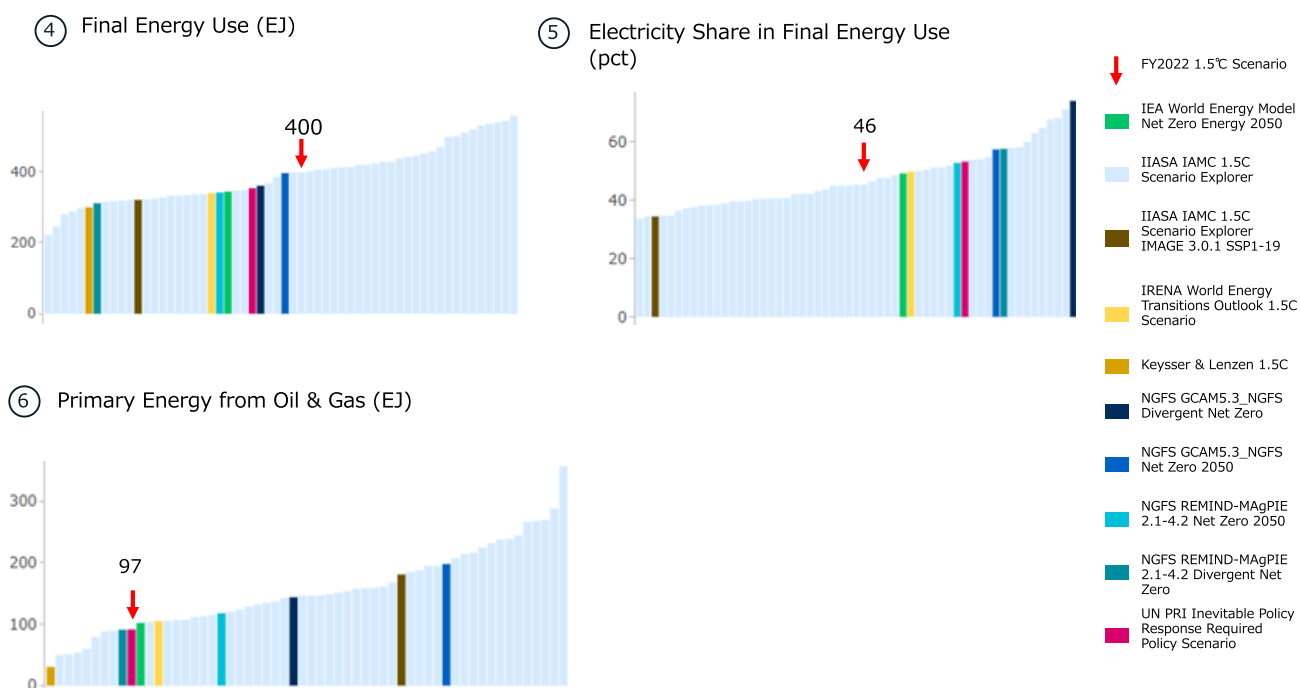 ④ Final Energy Use (EJ)
400
400
200
0
⑤ Electricity Share in Final Energy Use
(pct)
46
60
40
20
0
⑥ Primary Energy from Oil & Gas (EJ)
97
300
200
100
0
FY2022 1.5℃ Scenario
IEA World Energy Model
Net Zero Energy 2050
IIASA IAMC 1.5C
Scenario Explorer
IIASA IAMC 1.5C
Scenario Explorer
IMAGE 3.0.1 SSP1-19
IRENA World Energy
Transitions Outlook 1.5C
Scenario
Keysser & Lenzen 1.5C
NGFS GCAM5.3_NGFS
Divergent Net Zero
NGFS GCAM5.3_NGFS
Net Zero 2050
NGFS REMIND-MAgPIE
2.1-4.2 Net Zero 2050
NGFS REMIND-MAgPIE
2.1-4.2 Divergent Net
Zero
UN PRI Inevitable Policy
Response Required
Policy Scenario